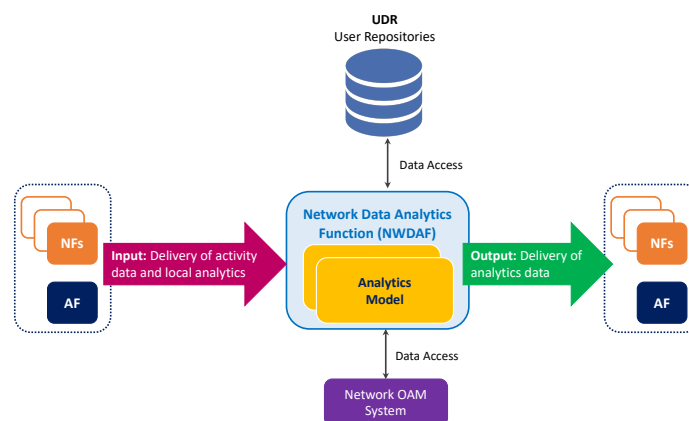 UDR
User Repositories
Data Access
NFs
AF
Input: Delivery of activity
data and local analytics
Network Data Analytics
Function (NWDAF)
Analytics
Model
Output: Delivery of
analytics data
NFs
AF
Data Access
Network OAM
System